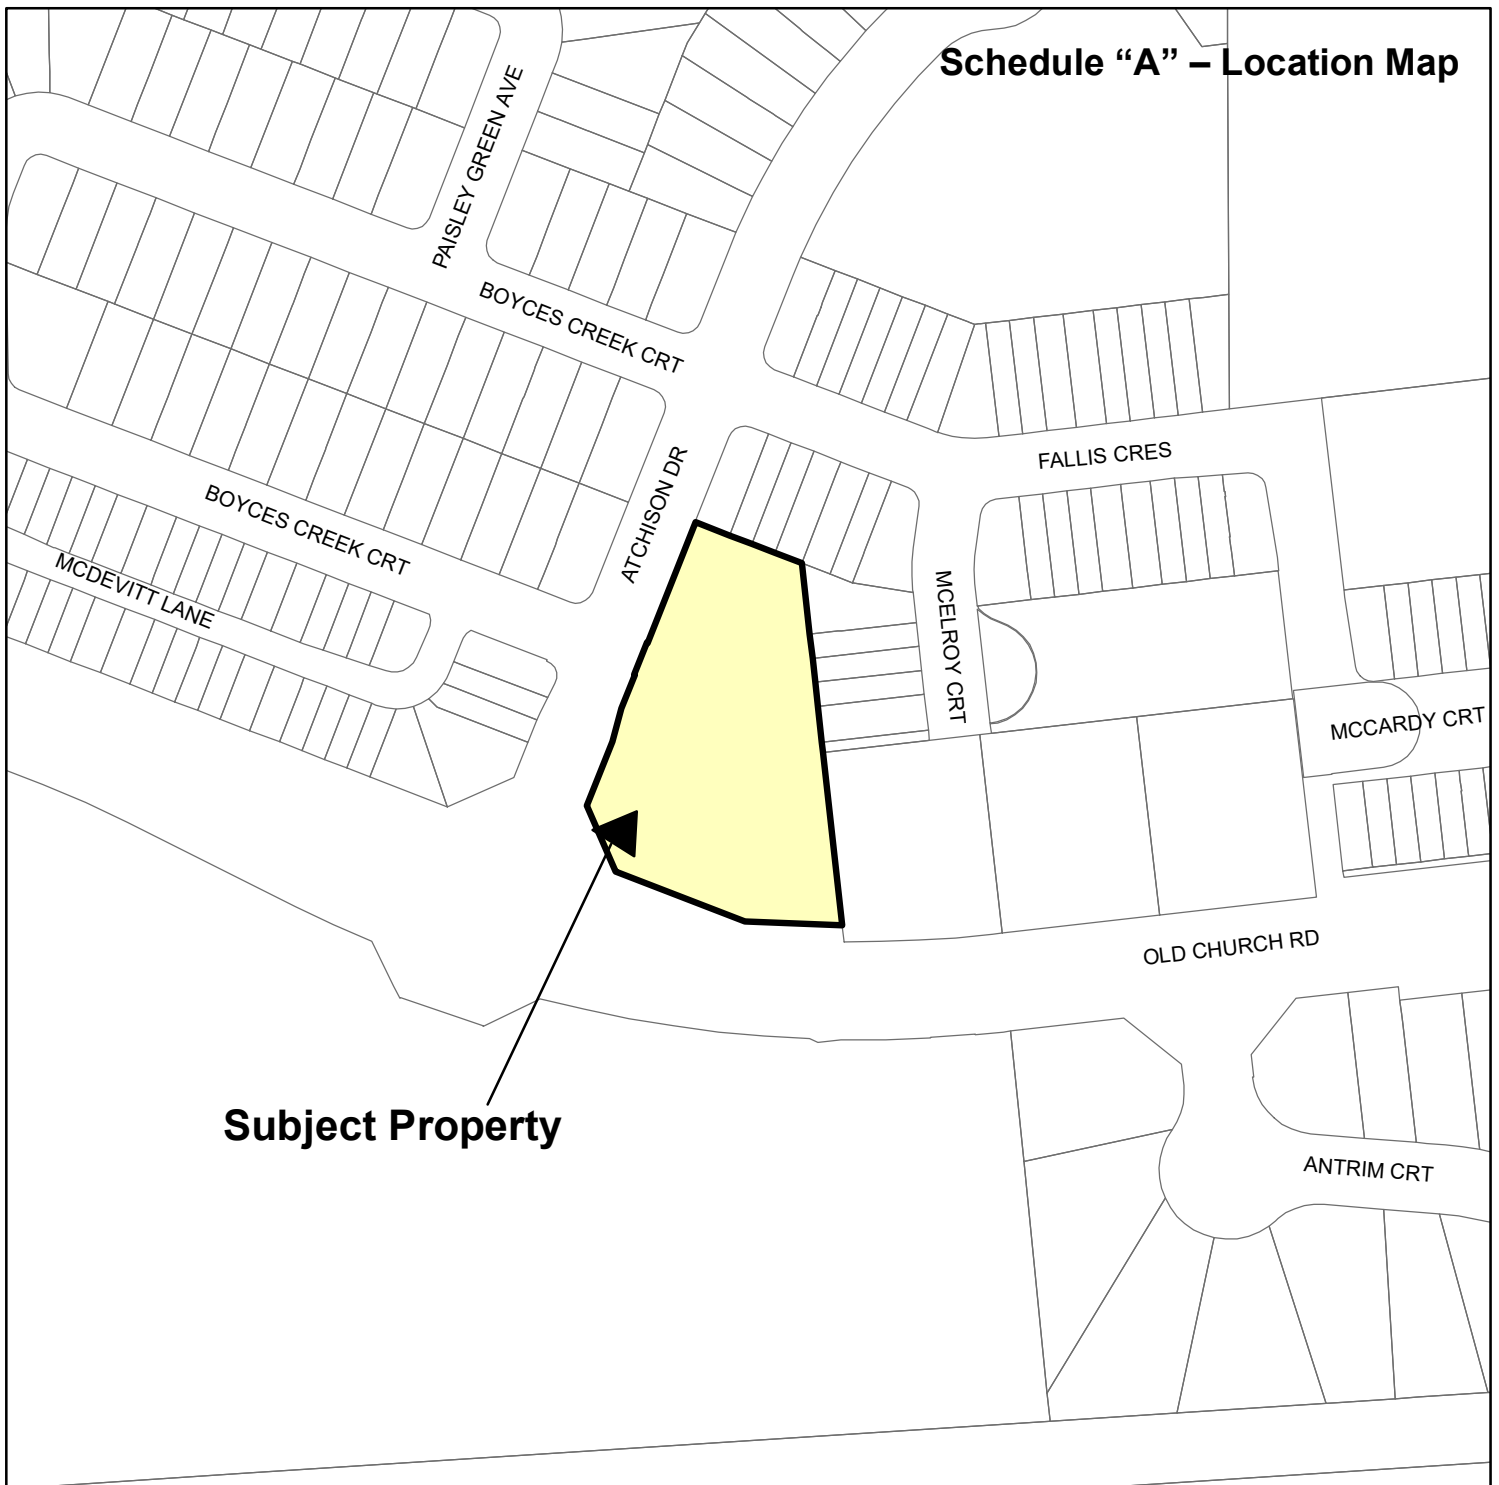 Schedule “A” – Location Map
PAISLEY GREEN AVE
BOYCES CREEK CRT
FALLIS CRES
ATCHISON DR
BOYCES CREEK CRT
MCDEVITT LANE
MCELROY CRT
MCCARDY CRT
OLD CHURCH RD
Subject Property
ANTRIM CRT